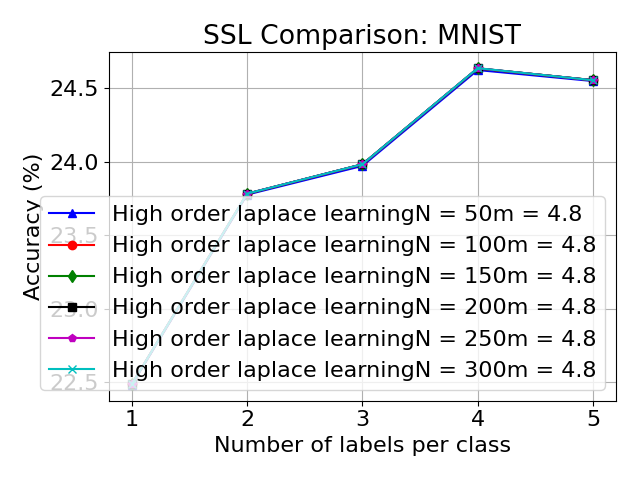 SSL Comparison: MNIST
Accuracy (%)
24.5
24.0
23.5
23.0
22.5
High order laplace learningN = 50m = 4.8
High order laplace learningN = 100m = 4.8
High order laplace learningN = 150m = 4.8
High order laplace learningN = 200m = 4.8
High order laplace learningN = 250m = 4.8
High order laplace learningN = 300m = 4.8
1 2 3 4 5
Number of labels per class